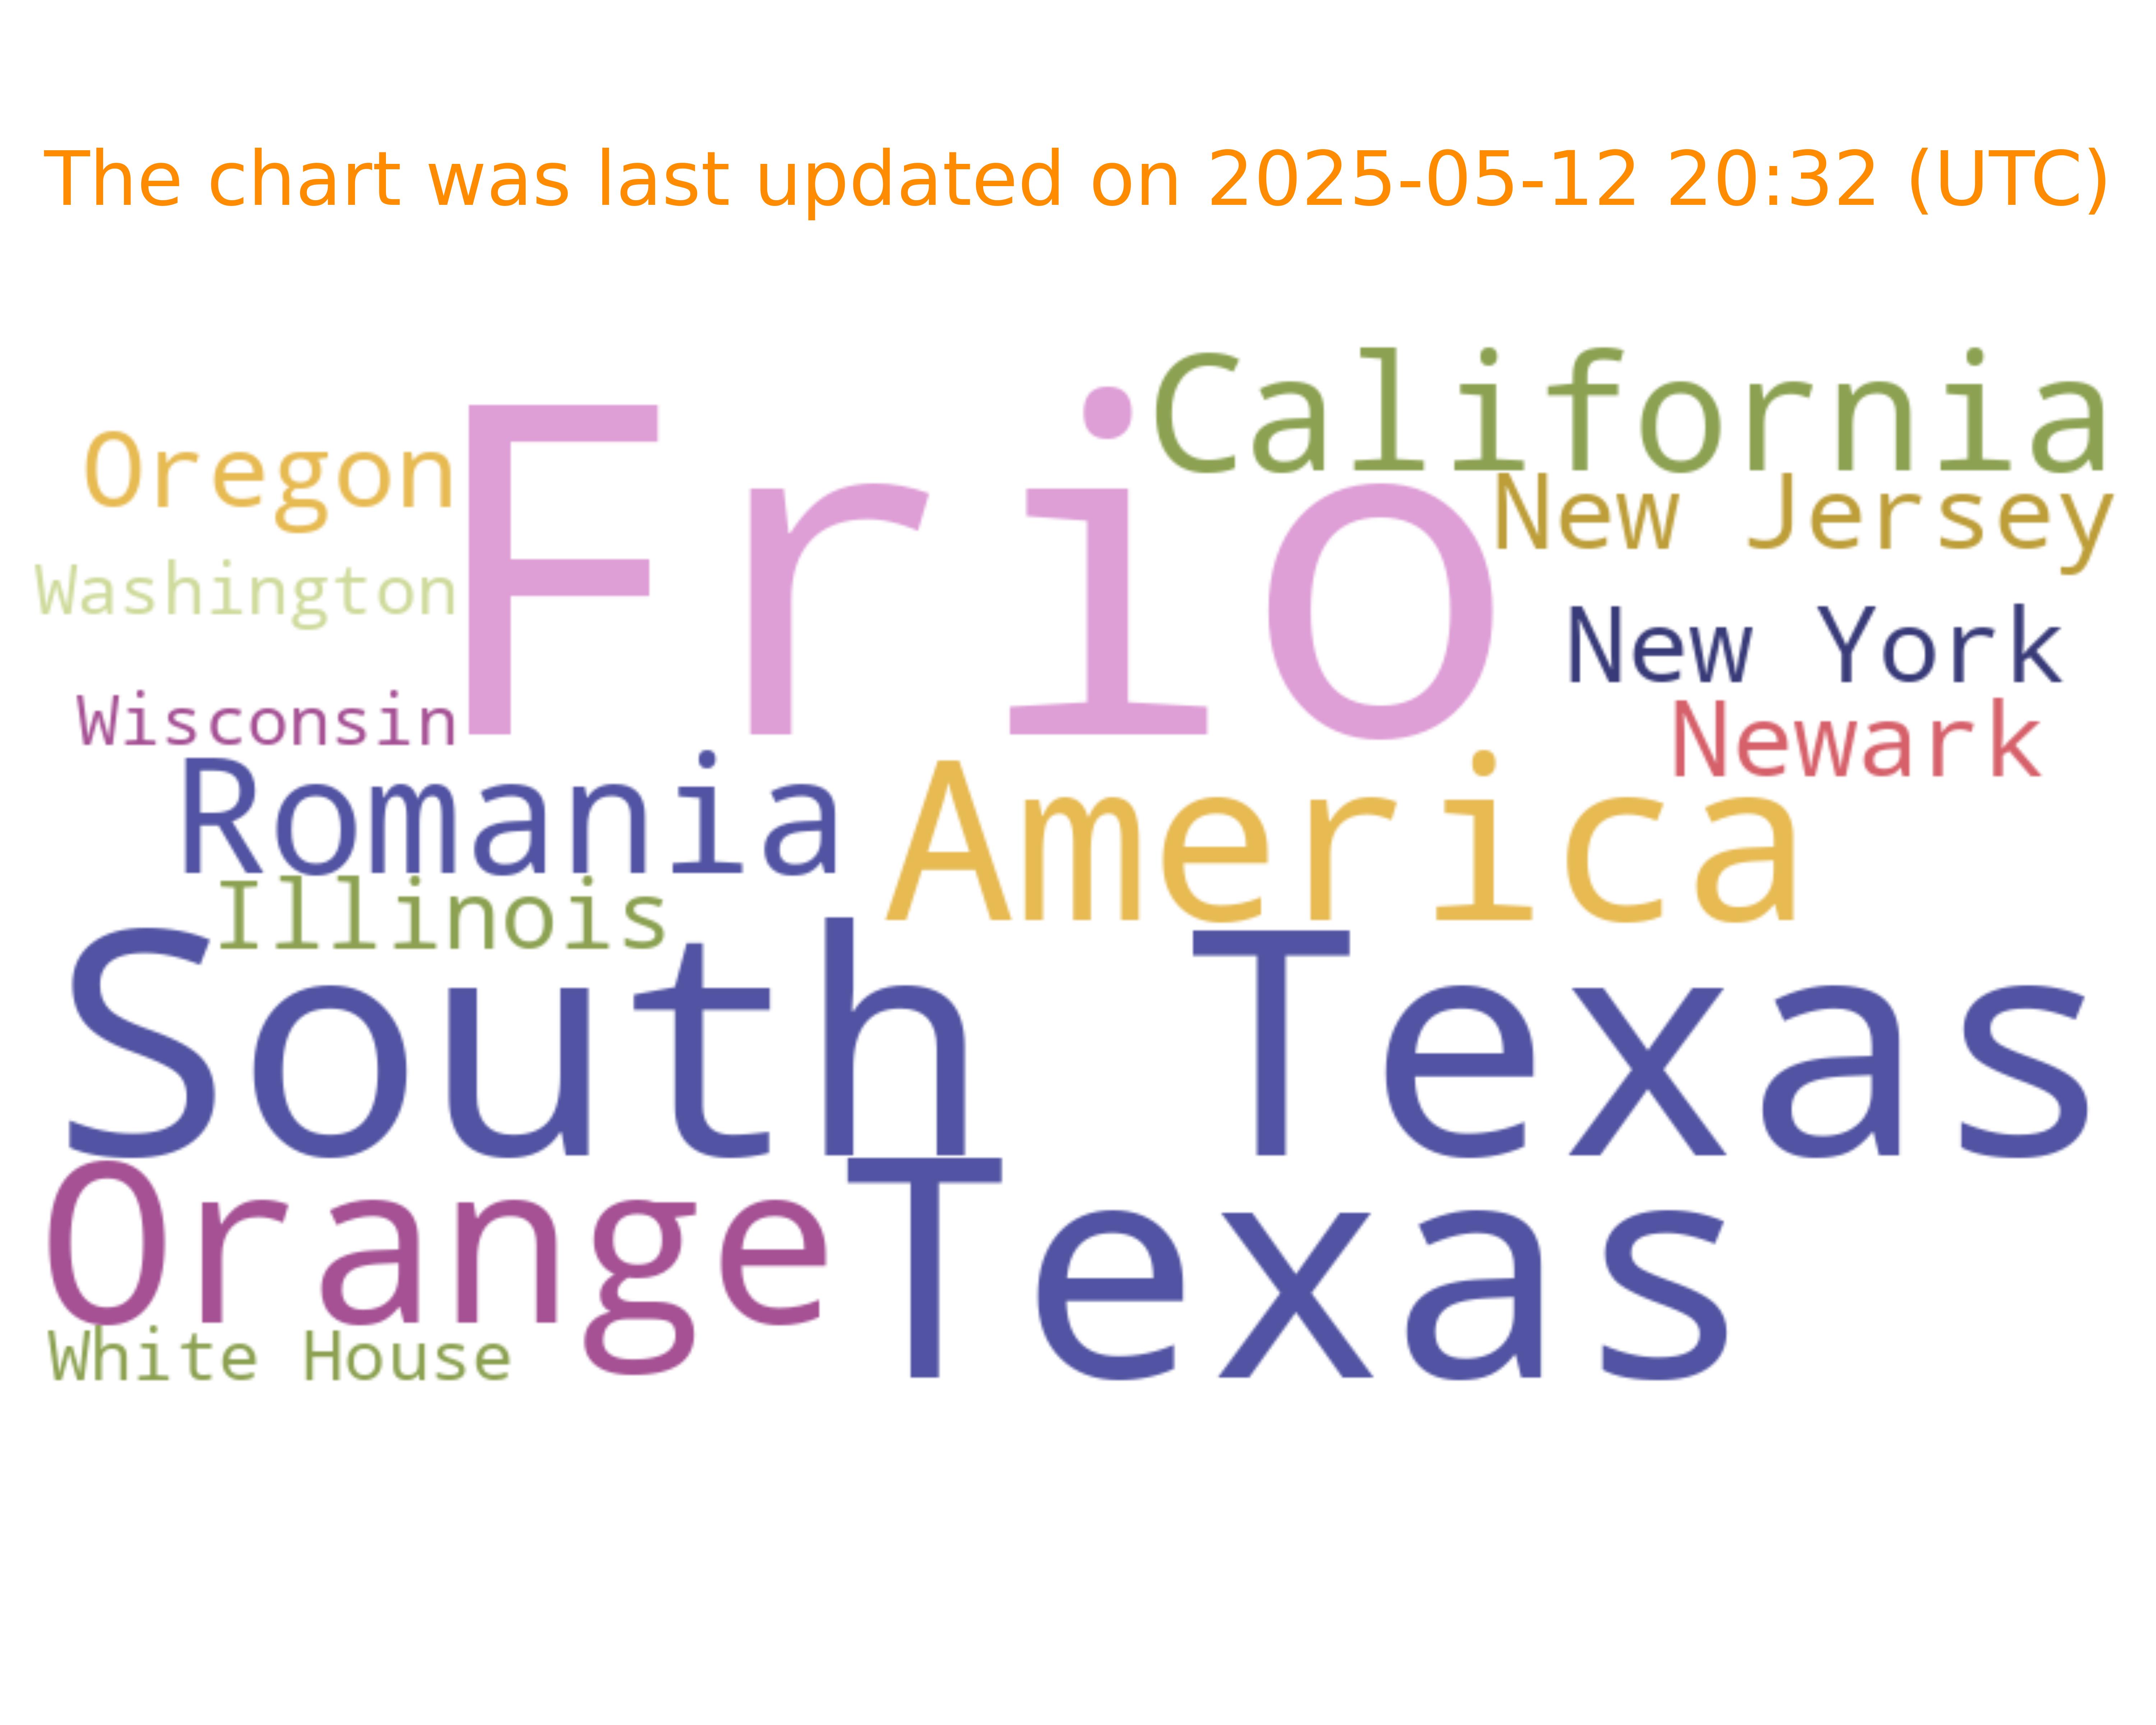 The chart was last updated on 2025-05-12 20:32 (UTC)
California
Frio
Oregon
New Jersey
Washington
New York
Wisconsin
Newark
Romania
America
Illinois
South Texas
Orange
Texas
White House